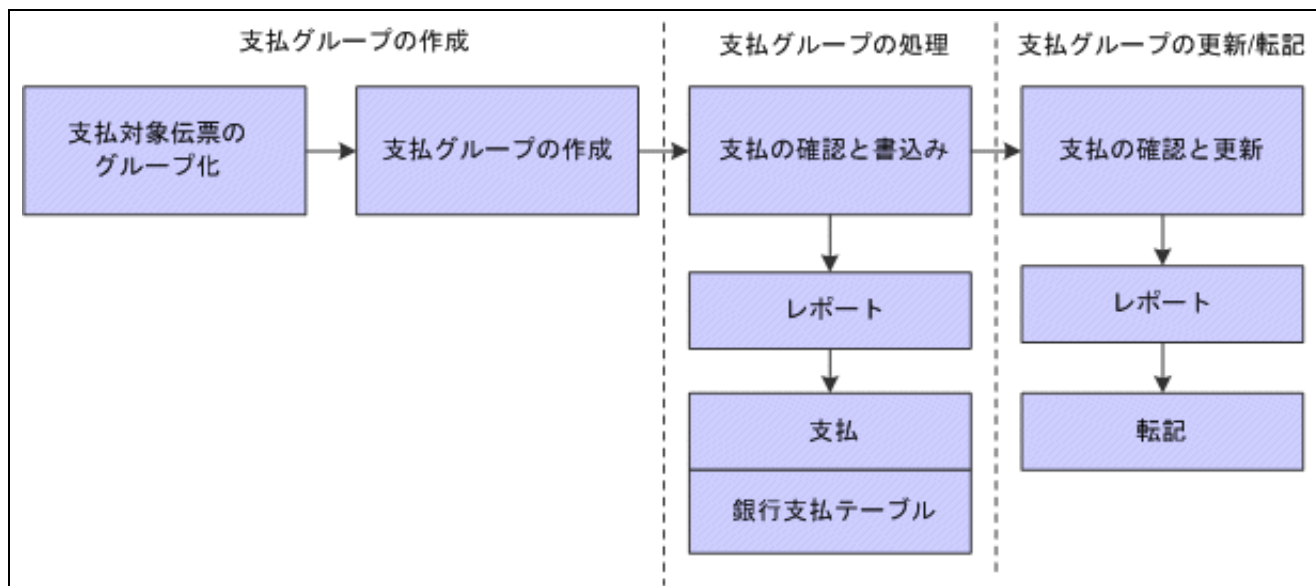 支払グループの作成
支払グループの処理
支払グループの更新/転記
支払対象伝票の
グループ化
支払グループの作成
支払の確認と書込み
支払の確認と更新
レポート
レポート
支払
転記
銀行支払テーブル